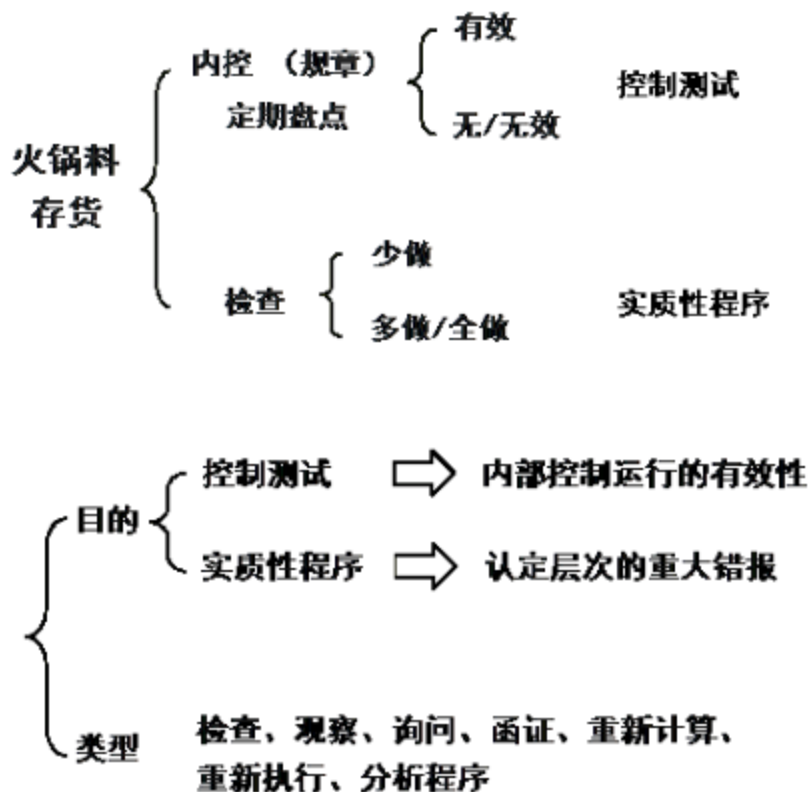 内控 （规章）
定期盘点
有效
无/无效
控制测试
火锅料
存货
检查
少做
多做/全做
实质性程序
目的
控制测试
内部控制运行的有效性
实质性程序
认定层次的重大错报
类型
检查、观察、询问、函证、重新计算、
重新执行、分析程序